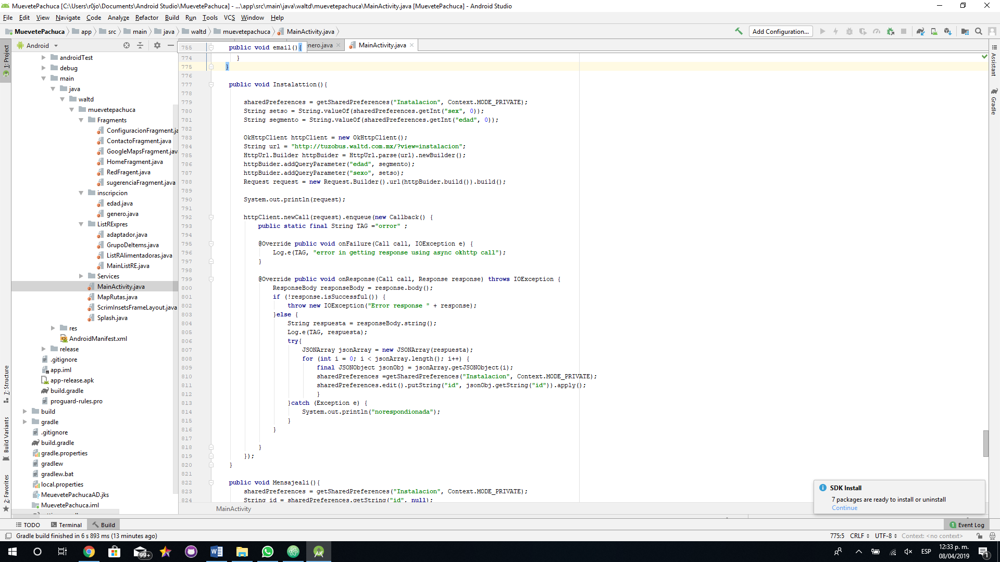 MuevetePachuca [C:\Users\r0jo\Documents\Android Studio\MuevetePachuca] - ...\app\src\main\java\waltd\muevetepachuca\MainActivity.java [MuevetePachuca] - Android Studio
File Edit View Navigate Code Analyze Refactor Build Run Tools VCS Window Help
MuevetePachuca app src main java waltd muevetepachuca MainActivity.java Add Configuration...
Android
1: Project
7: Structure
Build Variants
2: Favorites
androidTest
debug
main
java
waltd
muevetepachuca
Fragments
ConfiguracionFragment.ja
ContactoFragment.java
GoogleMapsFragment.java
HomeFragment.java
RedFragent.java
sugerenciaFragment.java
inscripcion
edad.java
genero.java
ListRExpres
adaptador.java
GrupoDeItems.java
ListRAlimentadoras.java
MainListRE.java
Services
MainActivity.java
MapRutas.java
ScrimInsetsFrameLayout.java
Splash.java
res
AndroidManifest.xml
release
.gitignore
app.iml
app-release.apk
build.gradle
proguard-rules.pro
build
gradle
.gitignore
build.gradle
gradle.properties
gradlew
gradlew.bat
local.properties
MeuevetePachucaAD.jks
MuevetePachuca.iml
enero.java MainActivity.java
755 public void email(){
774 }
775 }
776
777 public void Instalattion(){
778
779 sharedPreferences = getSharedPreferences("Instalacion", Context.MODE_PRIVATE);
780 String setso = String.valueOf(sharedPreferences.getInt("sex", 0));
781 String segmento = String.valueOf(sharedPreferences.getInt("edad", 0));
782
783 OkHttpClient httpClient = new OkHttpClient();
784 String url = "http://tuzobus.waltd.com.mx/?view=instalacion";
785 HttpUrl.Builder httpBuider = HttpUrl.parse(url).newBuilder();
786 httpBuider.addQueryParameter("edad", segmento);
787 httpBuider.addQueryParameter("sexo", setso);
788 Request request = new Request.Builder().url(httpBuider.build()).build();
789
790 System.out.println(request);
791
792 httpClient.newCall(request).enqueue(new Callback() {
793 public static final String TAG ="orror" ;
794
795 @Override public void onFailure(Call call, IOException e) {
796 Log.e(TAG, "error in getting response using async okhttp call");
797 }
798
799 @Override public void onResponse(Call call, Response response) throws IOException {
800 ResponseBody responseBody = response.body();
801 if (!response.isSuccessful()) {
802 throw new IOException("Error response " + response);
803 }else {
804 String respuesta = responseBody.string();
805 Log.e(TAG, respuesta);
806 try{
807 JSONArray jsonArray = new JSONArray(respuesta);
808 for (int i = 0; i < jsonArray.length(); i++) {
809 final JSONObject jsonObj = jsonArray.getJSONObject(i);
810 sharedPreferences =getSharedPreferences("Instalacion", Context.MODE_PRIVATE);
811 sharedPreferences.edit().putString("id", jsonObj.getString("id")).apply();
812 }
813 }catch (Exception e) {
814 System.out.println("norespondionada");
815 }
816 }
817
818 }
819 });
820 }
821
822 public void Mensajeali(){
823 sharedPreferences = getSharedPreferences("Instalacion", Context.MODE_PRIVATE);
824 String id = sharedPreferences.getString("id", null);
MainActivity
Assistant
Gradle
SDK Install
7 packages are ready to install or uninstall
Continue
TODO Terminal Build 1 Event Log
Gradle build finished in 6 s 893 ms (13 minutes ago) 775:5 CRLF UTF-8 Context: <no context>
99+
ESP
12:33 p. m.
08/04/2019
1